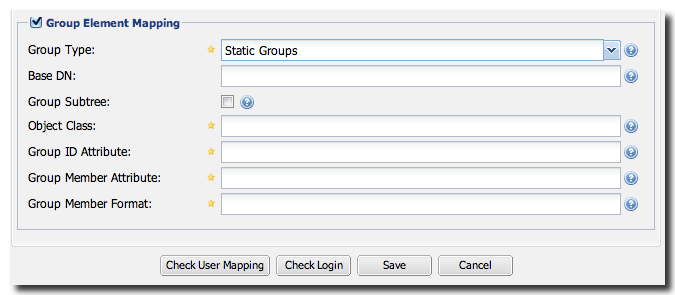 Group Element Mapping
Group Type: Static Groups
Base DN:
Group Subtree:
Object Class:
Group ID Attribute:
Group Member Attribute:
Group Member Format:
Check User Mapping Check Login Save Cancel